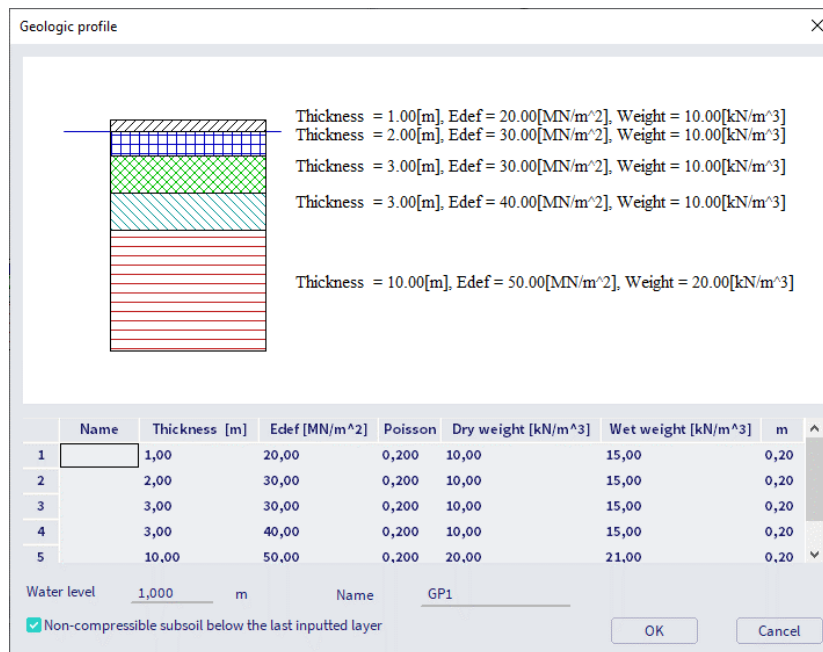 Geologic profile
Thickness = 1.00[m], Edef = 20.00[MN/m^2], Weight = 10.00[kN/m^3]
Thickness = 2.00[m], Edef = 30.00[MN/m^2], Weight = 10.00[kN/m^3]
Thickness = 3.00[m], Edef = 30.00[MN/m^2], Weight = 10.00[kN/m^3]
Thickness = 3.00[m], Edef = 40.00[MN/m^2], Weight = 10.00[kN/m^3]
Thickness = 10.00[m], Edef = 50.00[MN/m^2], Weight = 20.00[kN/m^3]
Name Thickness [m] Edef [MN/m^2] Poisson Dry weight [kN/m^3] Wet weight [kN/m^3] m
1 1,00 20,00 0,200 10,00 15,00 0,20
2 2,00 30,00 0,200 10,00 15,00 0,20
3 3,00 30,00 0,200 10,00 15,00 0,20
4 3,00 40,00 0,200 10,00 15,00 0,20
5 10,00 50,00 0,200 20,00 21,00 0,20
Water level 1,000 m Name GP1
Non-compressible subsoil below the last inputted layer
OK Cancel